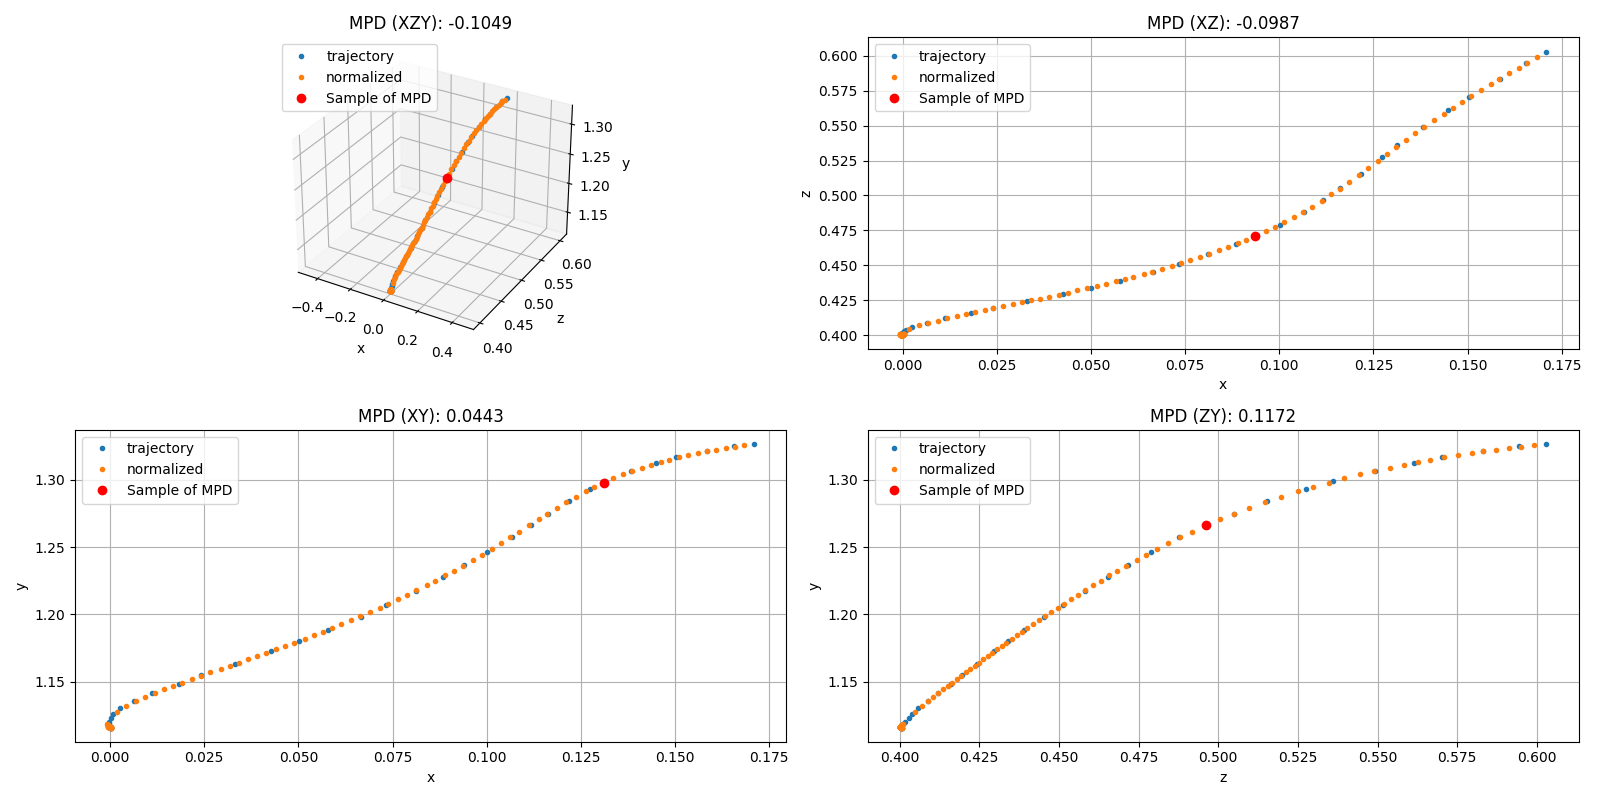 MPD (XZY): -0.1049
trajectory
normalized
Sample of MPD
1.30
1.25
1.20
1.15
y
0.60
0.55
0.50
0.45
0.40
z
−0.4
−0.2
0.0
0.2
0.4
x
MPD (XZ): -0.0987
trajectory
normalized
Sample of MPD
0.600
0.575
0.550
0.525
0.500
0.475
0.450
0.425
0.400
z
0.000 0.025 0.050 0.075 0.100 0.125 0.150 0.175
x
MPD (XY): 0.0443
trajectory
normalized
Sample of MPD
1.30
1.25
1.20
1.15
y
0.000 0.025 0.050 0.075 0.100 0.125 0.150 0.175
x
MPD (ZY): 0.1172
trajectory
normalized
Sample of MPD
1.30
1.25
1.20
1.15
y
0.400 0.425 0.450 0.475 0.500 0.525 0.550 0.575 0.600
z